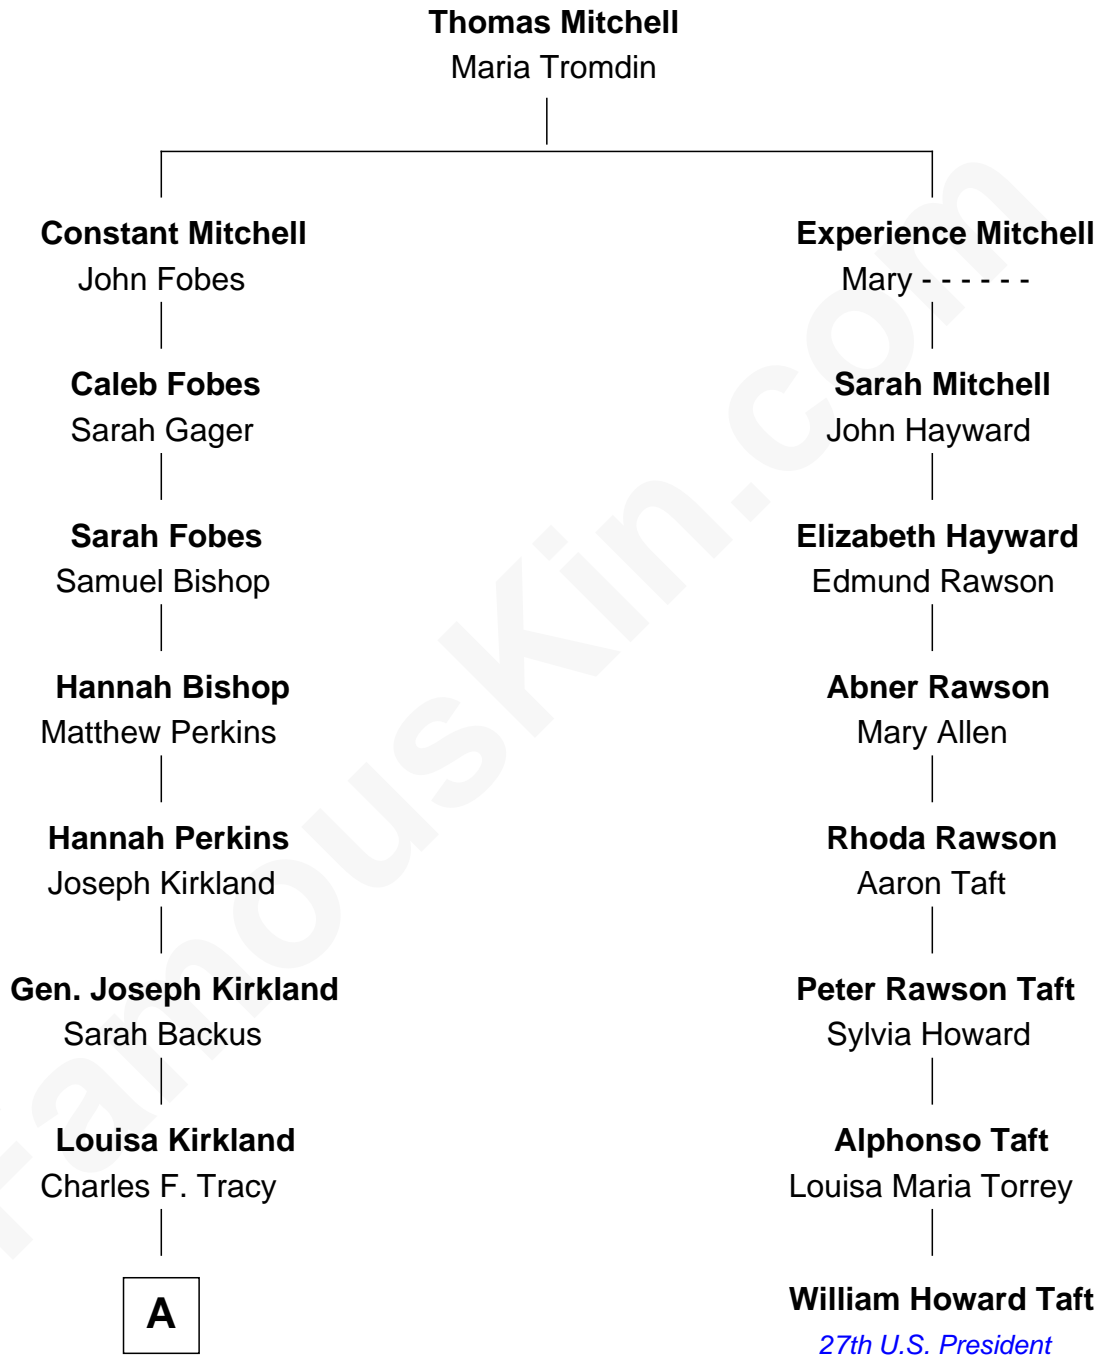 Thomas Mitchell
Maria Tromdin
Constant Mitchell
John Fobes
Experience Mitchell
Mary - - - - - -
Caleb Fobes
Sarah Gager
Sarah Mitchell
John Hayward
Sarah Fobes
Samuel Bishop
Elizabeth Hayward
Edmund Rawson
Hannah Bishop
Matthew Perkins
Abner Rawson
Mary Allen
Hannah Perkins
Joseph Kirkland
Rhoda Rawson
Aaron Taft
Gen. Joseph Kirkland
Sarah Backus
Peter Rawson Taft
Sylvia Howard
Louisa Kirkland
Charles F. Tracy
Alphonso Taft
Louisa Maria Torrey
A
William Howard Taft
27th U.S. President
FamousKin.com